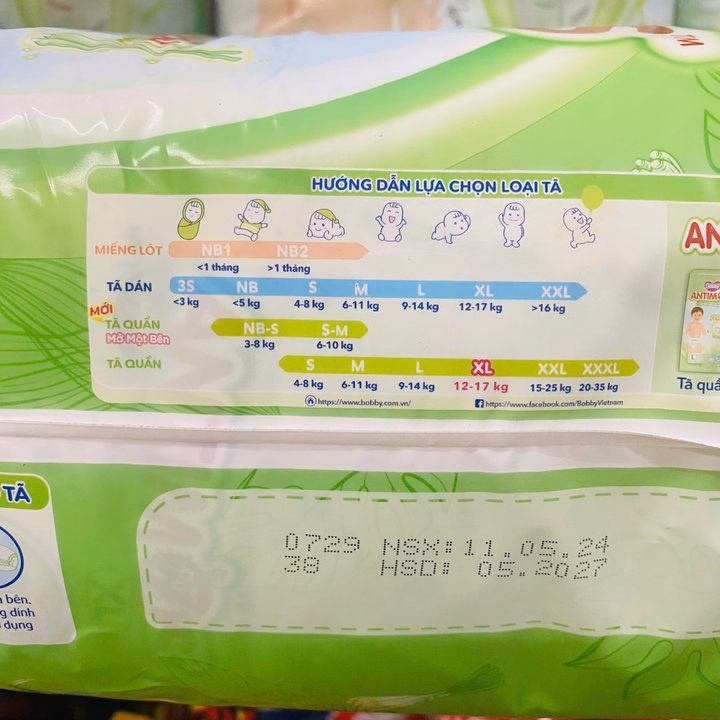 HƯỚNG DẪN LỰA CHỌN LOẠI TÃ
MIẾNG LÓT NB1 NB2
<1 tháng >1 tháng
TÃ DÁN 3S NB S M L XL XXL
<3 kg <5 kg 4-8 kg 6-11 kg 9-14 kg 12-17 kg >16 kg
MỚI
TÃ QUẦN NB-S S-M
Mở Một Bên 3-8 kg 6-10 kg
TÃ QUẦN S M L XL XXL XXXL
4-8 kg 6-11 kg 9-14 kg 12-17 kg 15-25 kg 20-35 kg
https://www.bobby.com.vn/ https://www.facebook.com/BobbyVietnam
AN
Tã quầ
TÃ
bên.
g dính
dụng
0729 NSX: 11.05.24
38 HSD: 05.2027